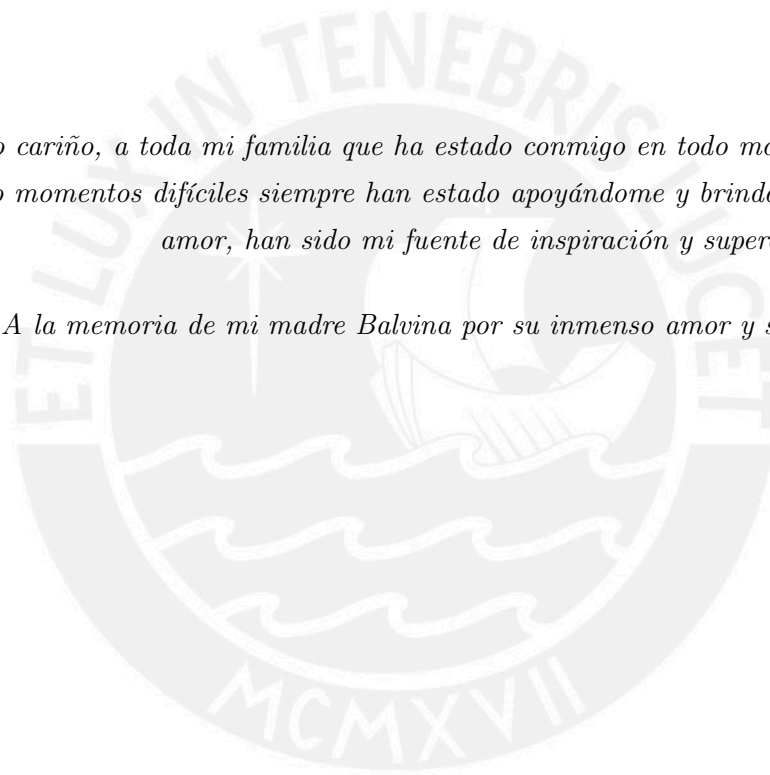 cariño, a toda mi familia que ha estado conmigo en todo
momentos difíciles siempre han estado apoyándome y
amor, han sido mi fuente de inspiración y
A la memoria de mi madre Balvina por su inmenso amor y
ET LUX IN TENEBRIS LUCET
MCMXVII